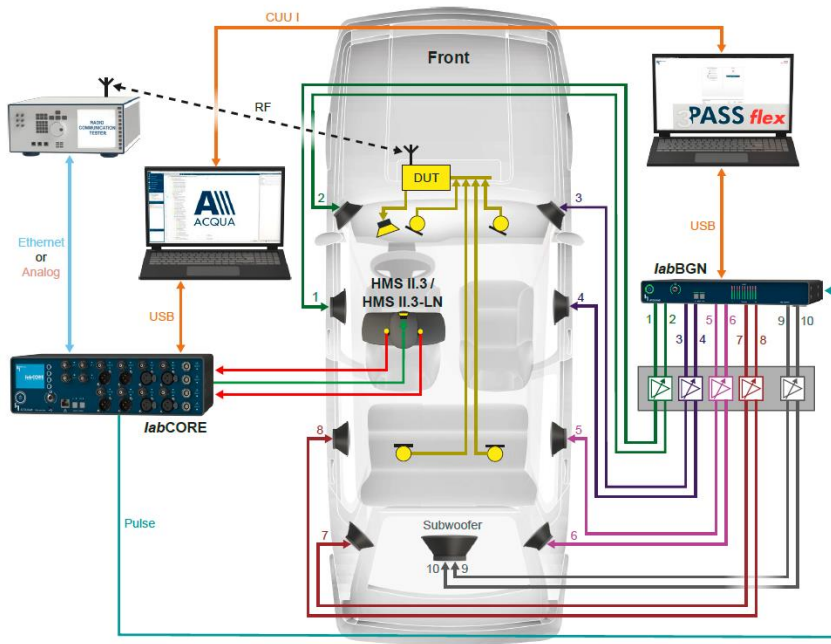 CUU I
Front
RADIO
COMMUNICATION
TESTER
RF
3PASS flex
DUT
ACQUA
2
3
Ethernet
or
Analog
USB
USB
HMS II.3 /
HMS II.3-LN
labBGN
1
4
1 2 3 4 5 6 7 8 9 10
labCORE
labCORE
8
5
Pulse
Subwoofer
7
6
10 9